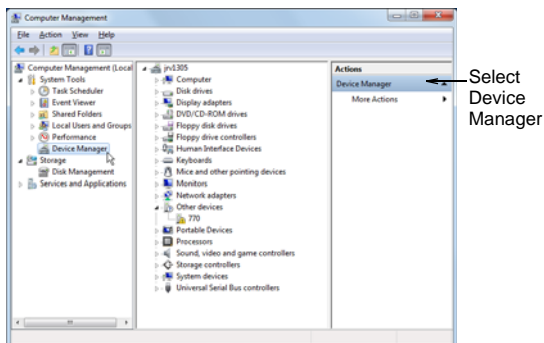 Computer Management
File Action View Help
Computer Management (Local
System Tools
Task Scheduler
Event Viewer
Shared Folders
Local Users and Groups
Performance
Device Manager
Storage
Disk Management
Services and Applications
jrv1305
Computer
Disk drives
Display adapters
DVD/CD-ROM drives
Floppy disk drives
Floppy drive controllers
Human Interface Devices
Keyboards
Mice and other pointing devices
Monitors
Network adapters
Other devices
770
Portable Devices
Processors
Sound, video and game controllers
Storage controllers
System devices
Universal Serial Bus controllers
Actions
Device Manager
More Actions
Select
Device
Manager